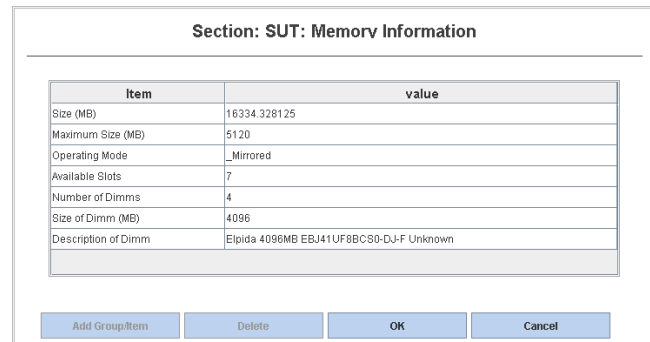 Section: SUT: Memory Information
Item value
Size (MB) 16334.328125
Maximum Size (MB) 5120
Operating Mode _Mirrored
Available Slots 7
Number of Dimms 4
Size of Dimm (MB) 4096
Description of Dimm Elpida 4096MB EBJ41UF8BCS0-DJ-F Unknown
Add Group/Item Delete OK Cancel